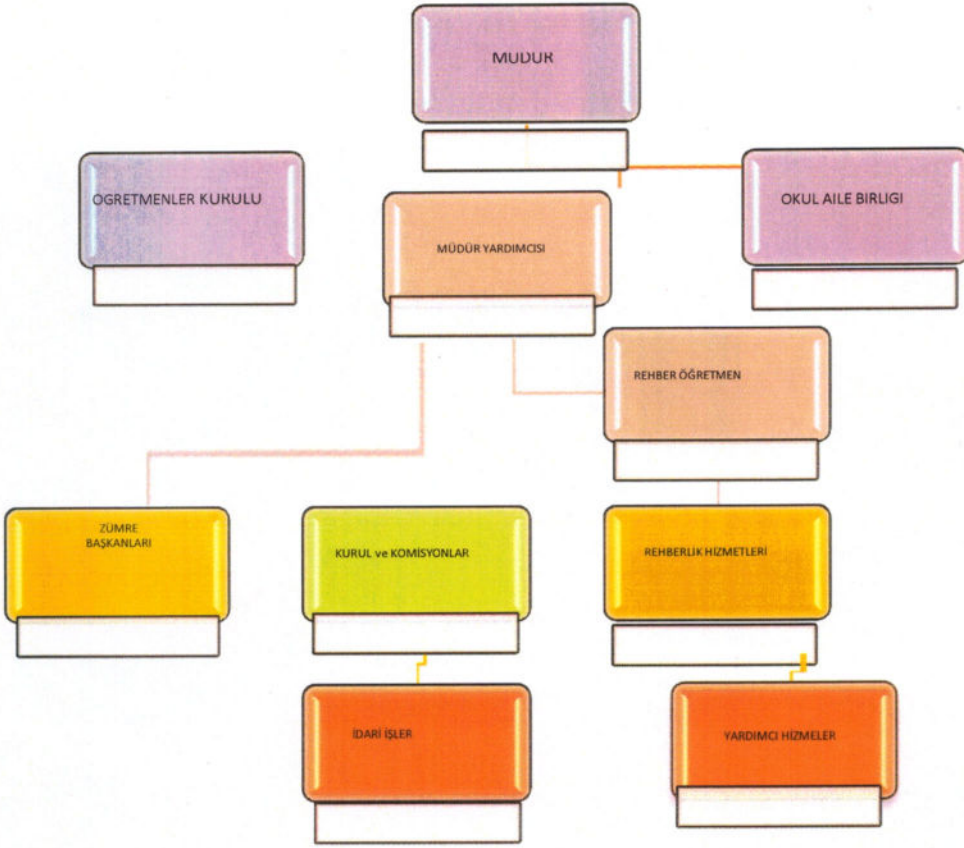 MUDUR
OGRETMENLER KURULU
OKUL AILE BIRLIGI
MÜDÜR YARDIMCISI
REHBER ÖĞRETMEN
ZÜMRE
BAŞKANLARI
KURUL ve KOMİSYONLAR
REHBERLİK HİZMETLERİ
İDARİ İŞLER
YARDIMCI HİZMELER